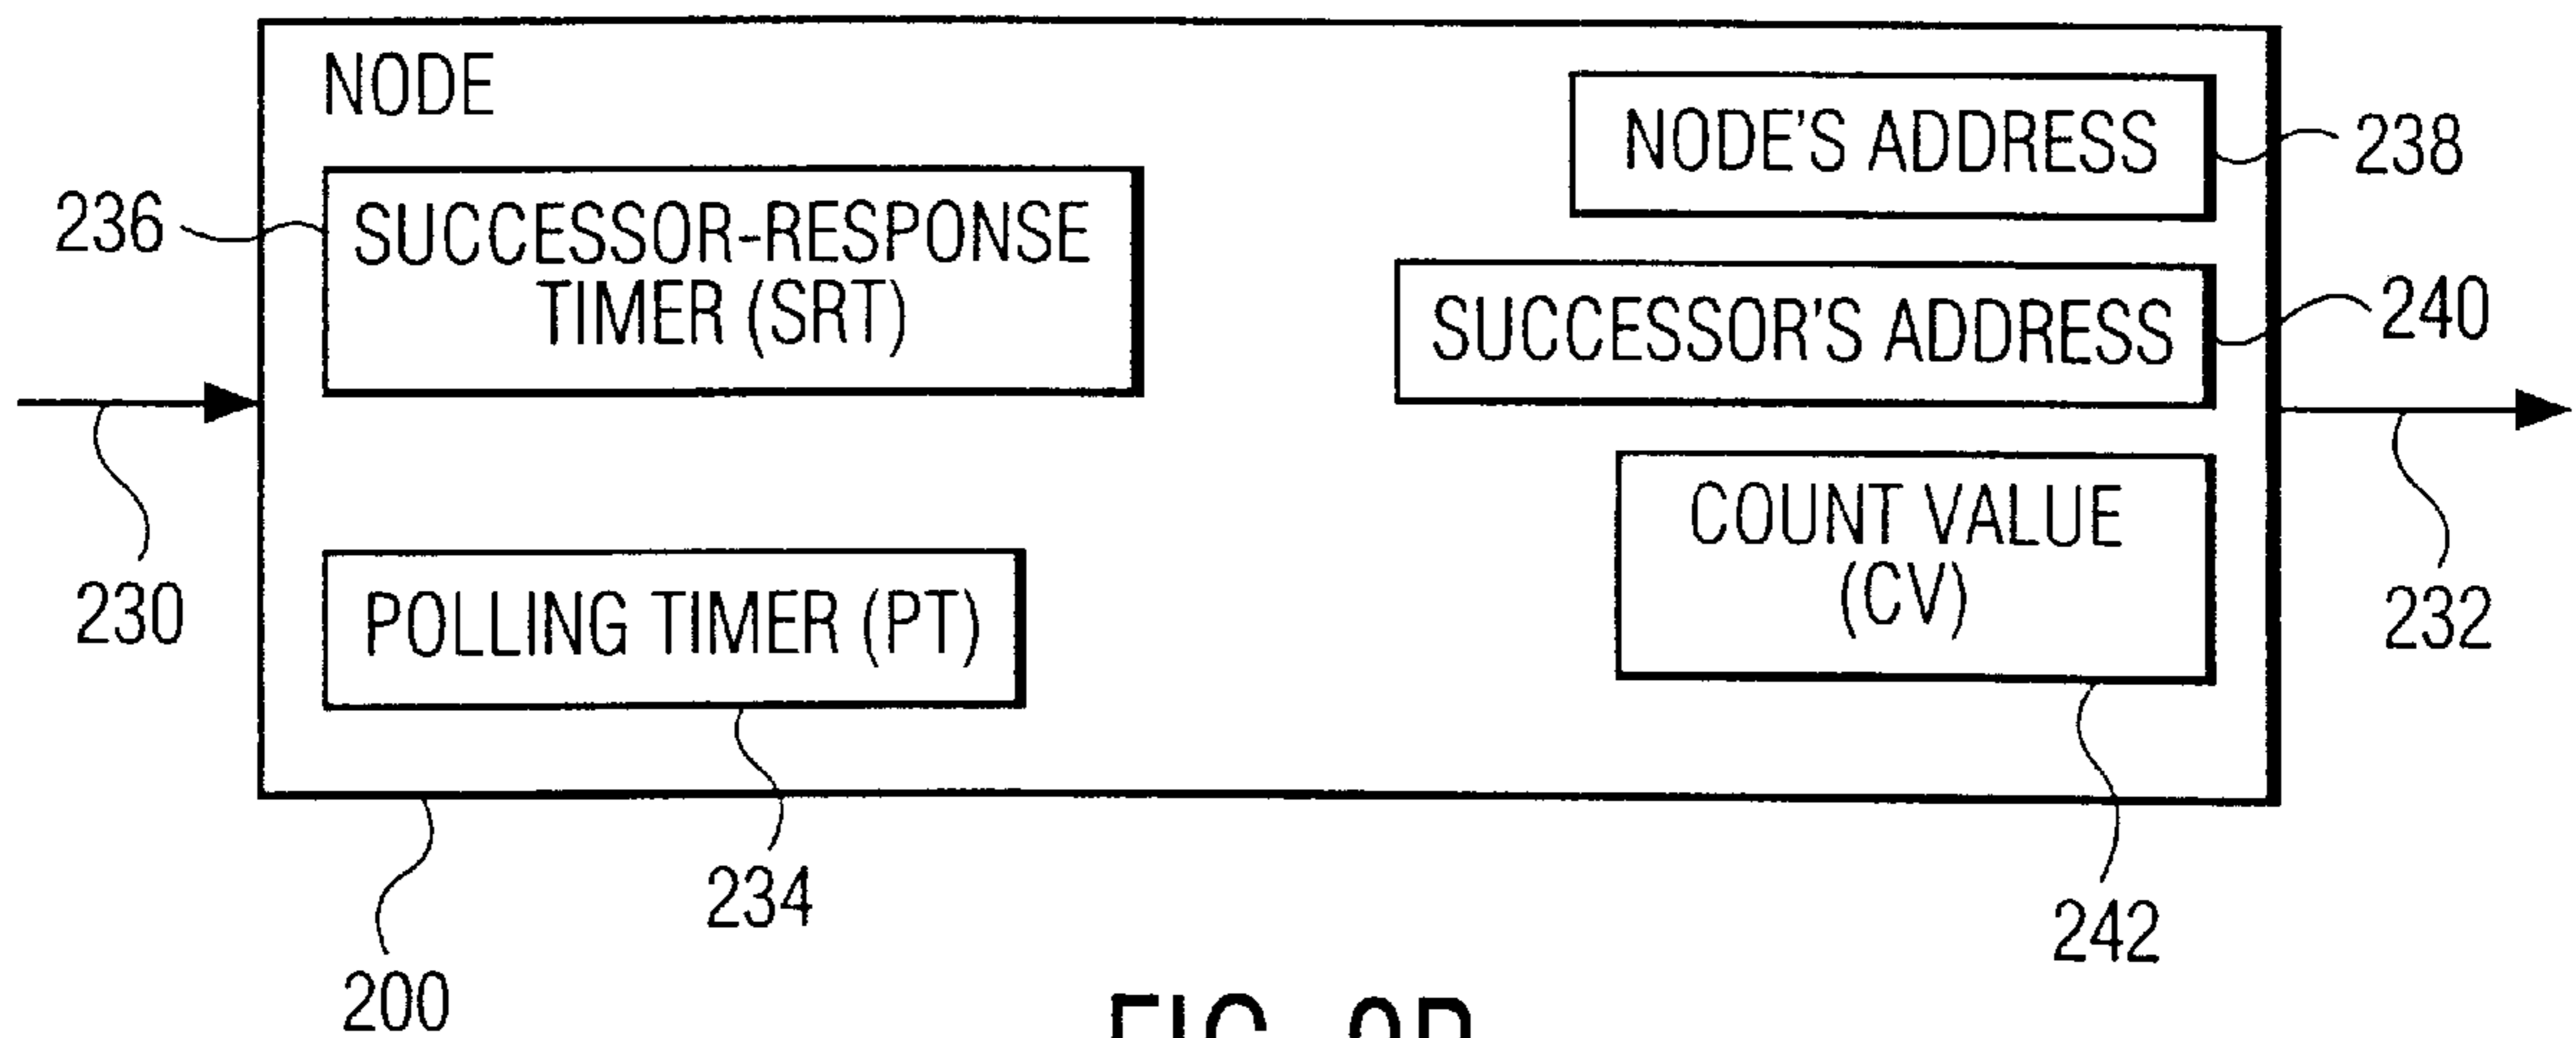 NODE
NODE'S ADDRESS
238
236
SUCCESSOR-RESPONSE
TIMER (SRT)
SUCCESSOR'S ADDRESS
240
COUNT VALUE
(CV)
230
POLLING TIMER (PT)
232
234
242
200